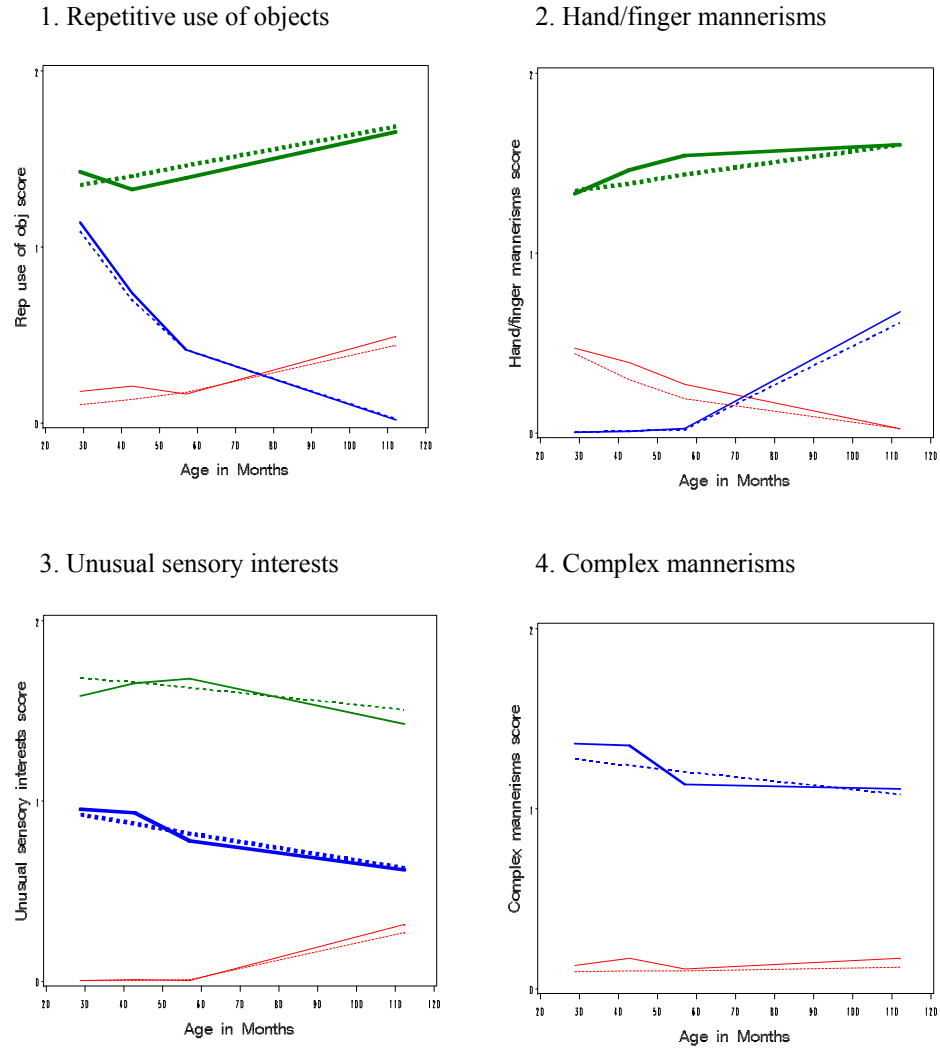 1. Repetitive use of objects
2
1
0
Rep use of obj score
20 30 40 50 60 70 80 90 100 110 120
Age in Months
2. Hand/finger mannerisms
2
1
0
Hand/finger mannerisms score
20 30 40 50 60 70 80 90 100 110 120
Age in Months
3. Unusual sensory interests
2
1
0
Unusual sensory interests score
20 30 40 50 60 70 80 90 100 110 120
Age in Months
4. Complex mannerisms
2
1
0
Complex mannerisms score
20 30 40 50 60 70 80 90 100 110 120
Age in Months